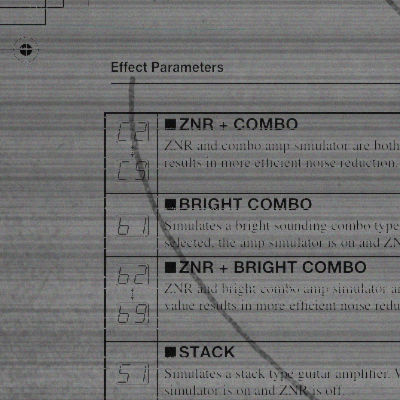 Effect Parameters
C2
■ZNR + COMBO
ZNR and combo amp simulator are both
C9
results in more efficient noise reduction.
■BRIGHT COMBO
b1
Simulates a bright sounding combo type
selected, the amp simulator is on and ZN
b2
■ZNR + BRIGHT COMBO
ZNR and bright combo amp simulator ar
↕
b9
value results in more efficient noise redu
■STACK
S1
Simulates a stack type guitar amplifier. W
simulator is on and ZNR is off.